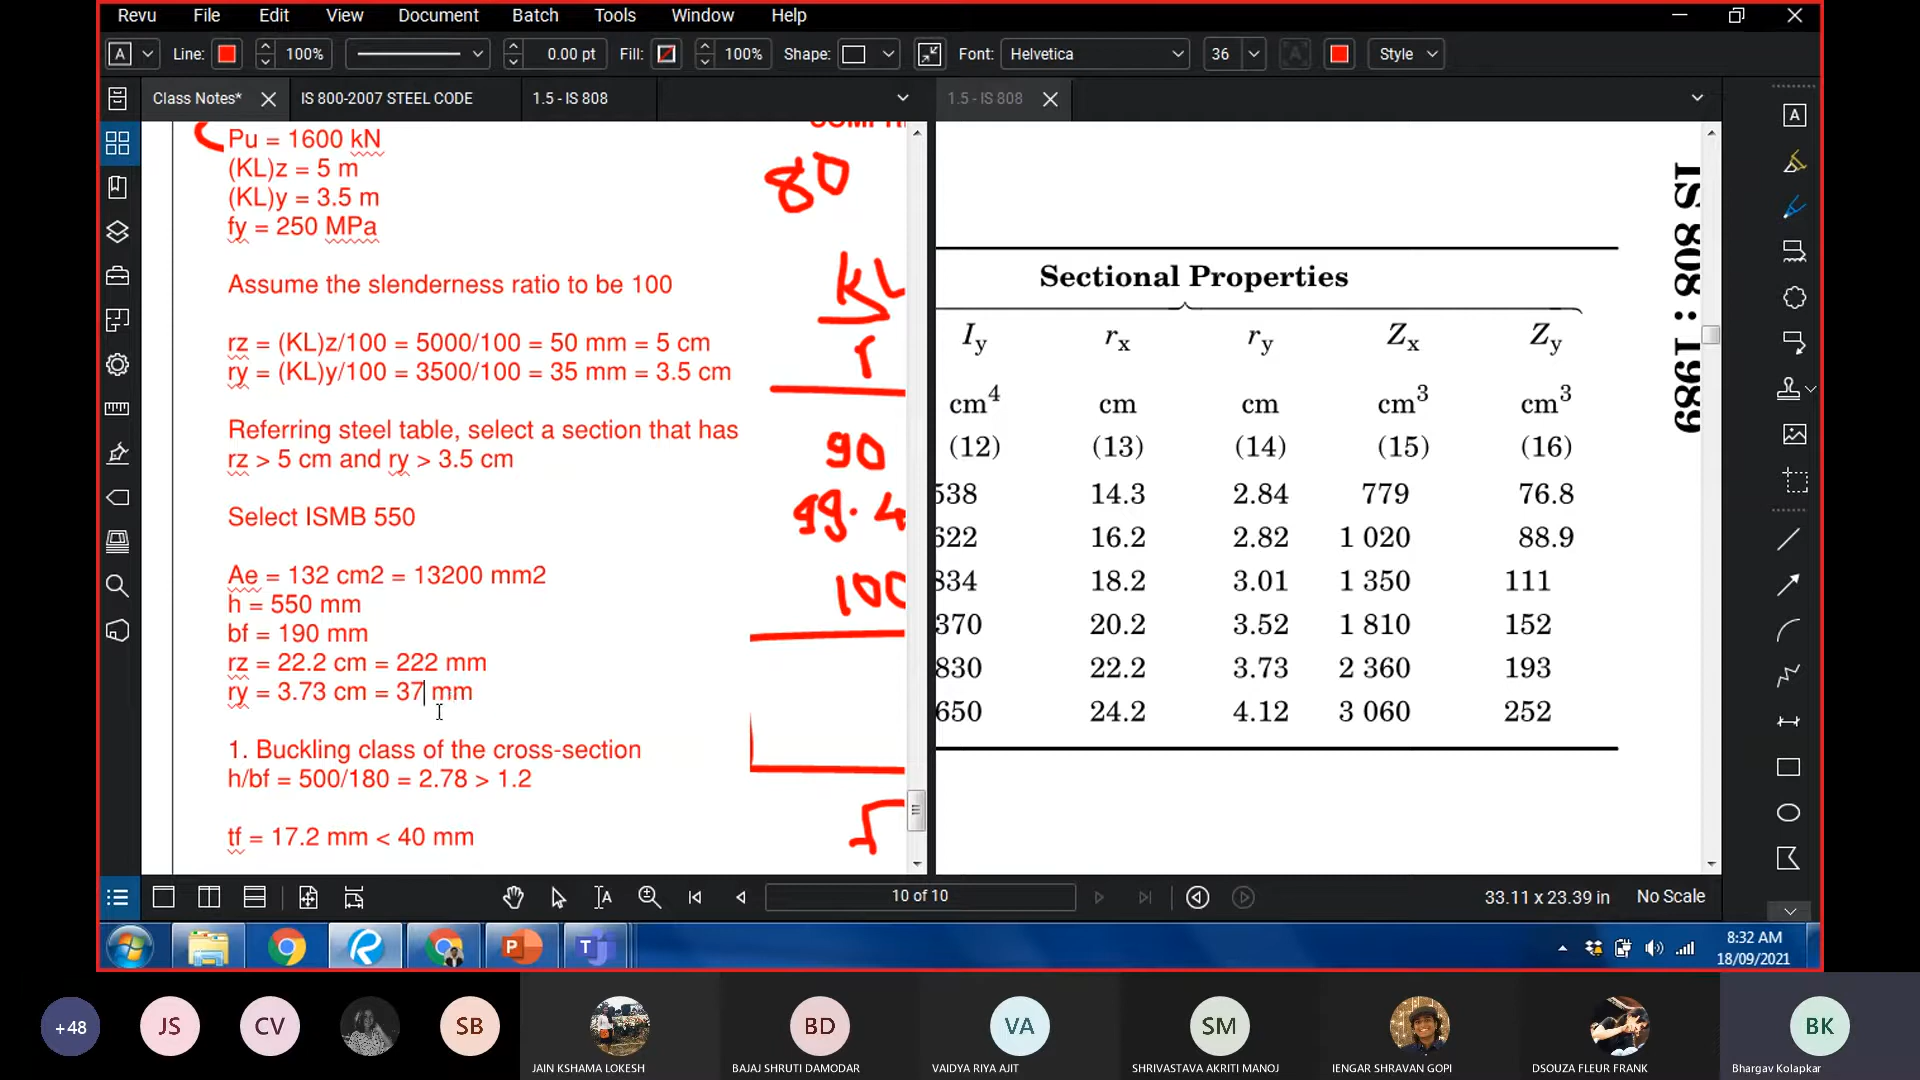 Revu File Edit View Document Batch Tools Window Help
Line: 100% 0.00 pt Fill: 100% Shape: Font: Helvetica 36 Style
Class Notes* IS 800-2007 STEEL CODE 1.5 - IS 808
1.5 - IS 808
Pu = 1600 kN
(KL)z = 5 m
(KL)y = 3.5 m
fy = 250 MPa
Assume the slenderness ratio to be 100
rz = (KL)z/100 = 5000/100 = 50 mm = 5 cm
ry = (KL)y/100 = 3500/100 = 35 mm = 3.5 cm
Referring steel table, select a section that has
rz > 5 cm and ry > 3.5 cm
Select ISMB 550
Ae = 132 cm2 = 13200 mm2
h = 550 mm
bf = 190 mm
rz = 22.2 cm = 222 mm
ry = 3.73 cm = 37 mm
1. Buckling class of the cross-section
h/bf = 500/180 = 2.78 > 1.2
tf = 17.2 mm < 40 mm
80
KL
r
90
99.4
100
Sectional Properties
Iy rx ry Zx Zy
cm4 cm cm cm3 cm3
(12) (13) (14) (15) (16)
538 14.3 2.84 779 76.8
622 16.2 2.82 1 020 88.9
834 18.2 3.01 1 350 111
370 20.2 3.52 1 810 152
830 22.2 3.73 2 360 193
650 24.2 4.12 3 060 252
IS 808 : 1989
10 of 10
33.11 x 23.39 in No Scale
8:32 AM
18/09/2021
+48 JS CV SB BD VA SM BK
JAIN KSHAMA LOKESH BAJAJ SHRUTI DAMODAR VAIDYA RIYA AJIT SHRIVASTAVA AKRITI MANOJ IENGAR SHRAVAN GOPI DSOUZA FLEUR FRANK Bhargav Kolapkar